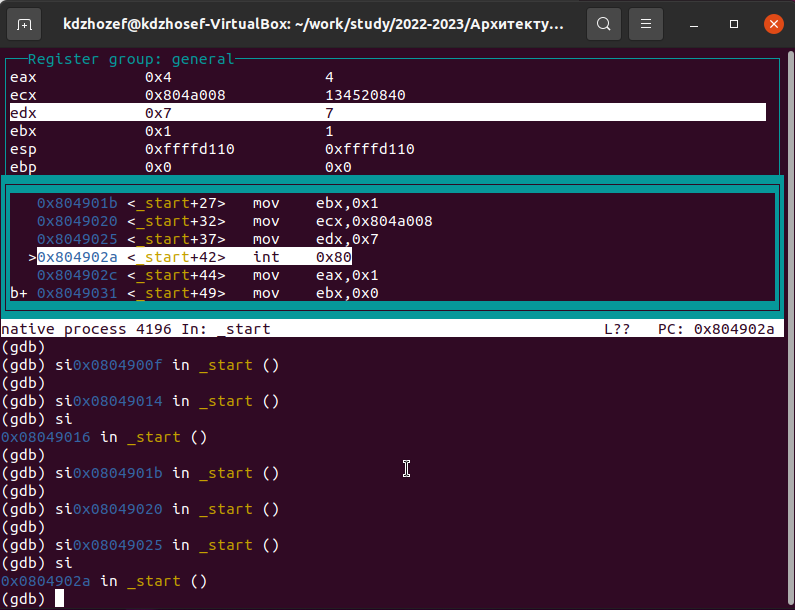 kdzhozef@kdzhosef-VirtualBox: ~/work/study/2022-2023/Архитекту...
Register group: general
eax 0x4 4
ecx 0x804a008 134520840
edx 0x7 7
ebx 0x1 1
esp 0xffffd110 0xffffd110
ebp 0x0 0x0
0x804901b <_start+27> mov ebx,0x1
0x8049020 <_start+32> mov ecx,0x804a008
0x8049025 <_start+37> mov edx,0x7
>0x804902a <_start+42> int 0x80
0x804902c <_start+44> mov eax,0x1
b+ 0x8049031 <_start+49> mov ebx,0x0
native process 4196 In: _start L?? PC: 0x804902a
(gdb)
(gdb) si0x0804900f in _start ()
(gdb)
(gdb) si0x08049014 in _start ()
(gdb) si
0x08049016 in _start ()
(gdb)
(gdb) si0x0804901b in _start ()
(gdb)
(gdb) si0x08049020 in _start ()
(gdb)
(gdb) si0x08049025 in _start ()
(gdb) si
0x0804902a in _start ()
(gdb)